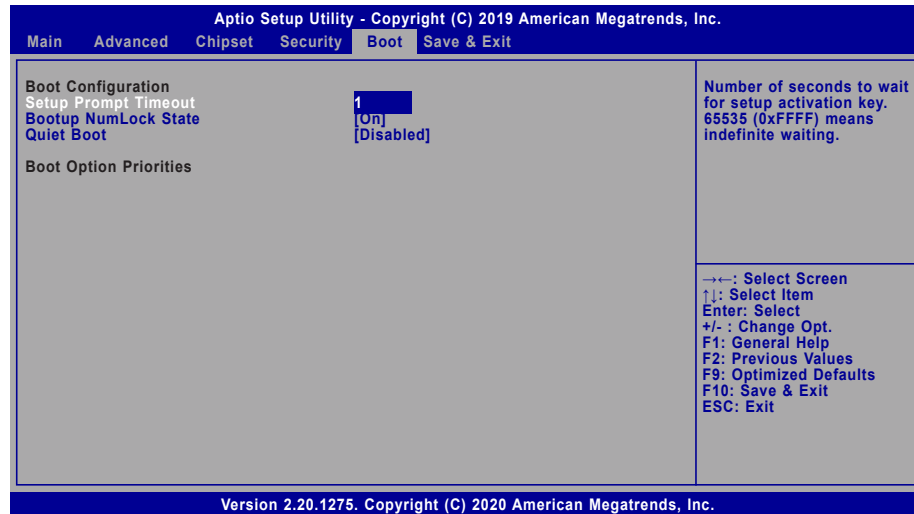 Aptio Setup Utility - Copyright (C) 2019 American Megatrends, Inc.
Main Advanced Chipset Security Boot Save & Exit
Boot Configuration
Setup Prompt Timeout 1
Bootup NumLock State [On]
Quiet Boot [Disabled]
Boot Option Priorities
Number of seconds to wait
for setup activation key.
65535 (0xFFFF) means
indefinite waiting.
→←: Select Screen
↑↓: Select Item
Enter: Select
+/- : Change Opt.
F1: General Help
F2: Previous Values
F9: Optimized Defaults
F10: Save & Exit
ESC: Exit
Version 2.20.1275. Copyright (C) 2020 American Megatrends, Inc.